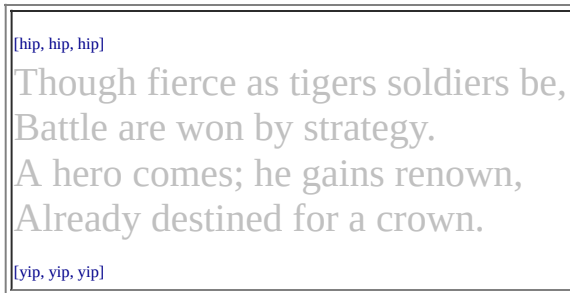 [hip, hip, hip]
Though fierce as tigers soldiers be,
Battle are won by strategy.
A hero comes; he gains renown,
Already destined for a crown.
[yip, yip, yip]